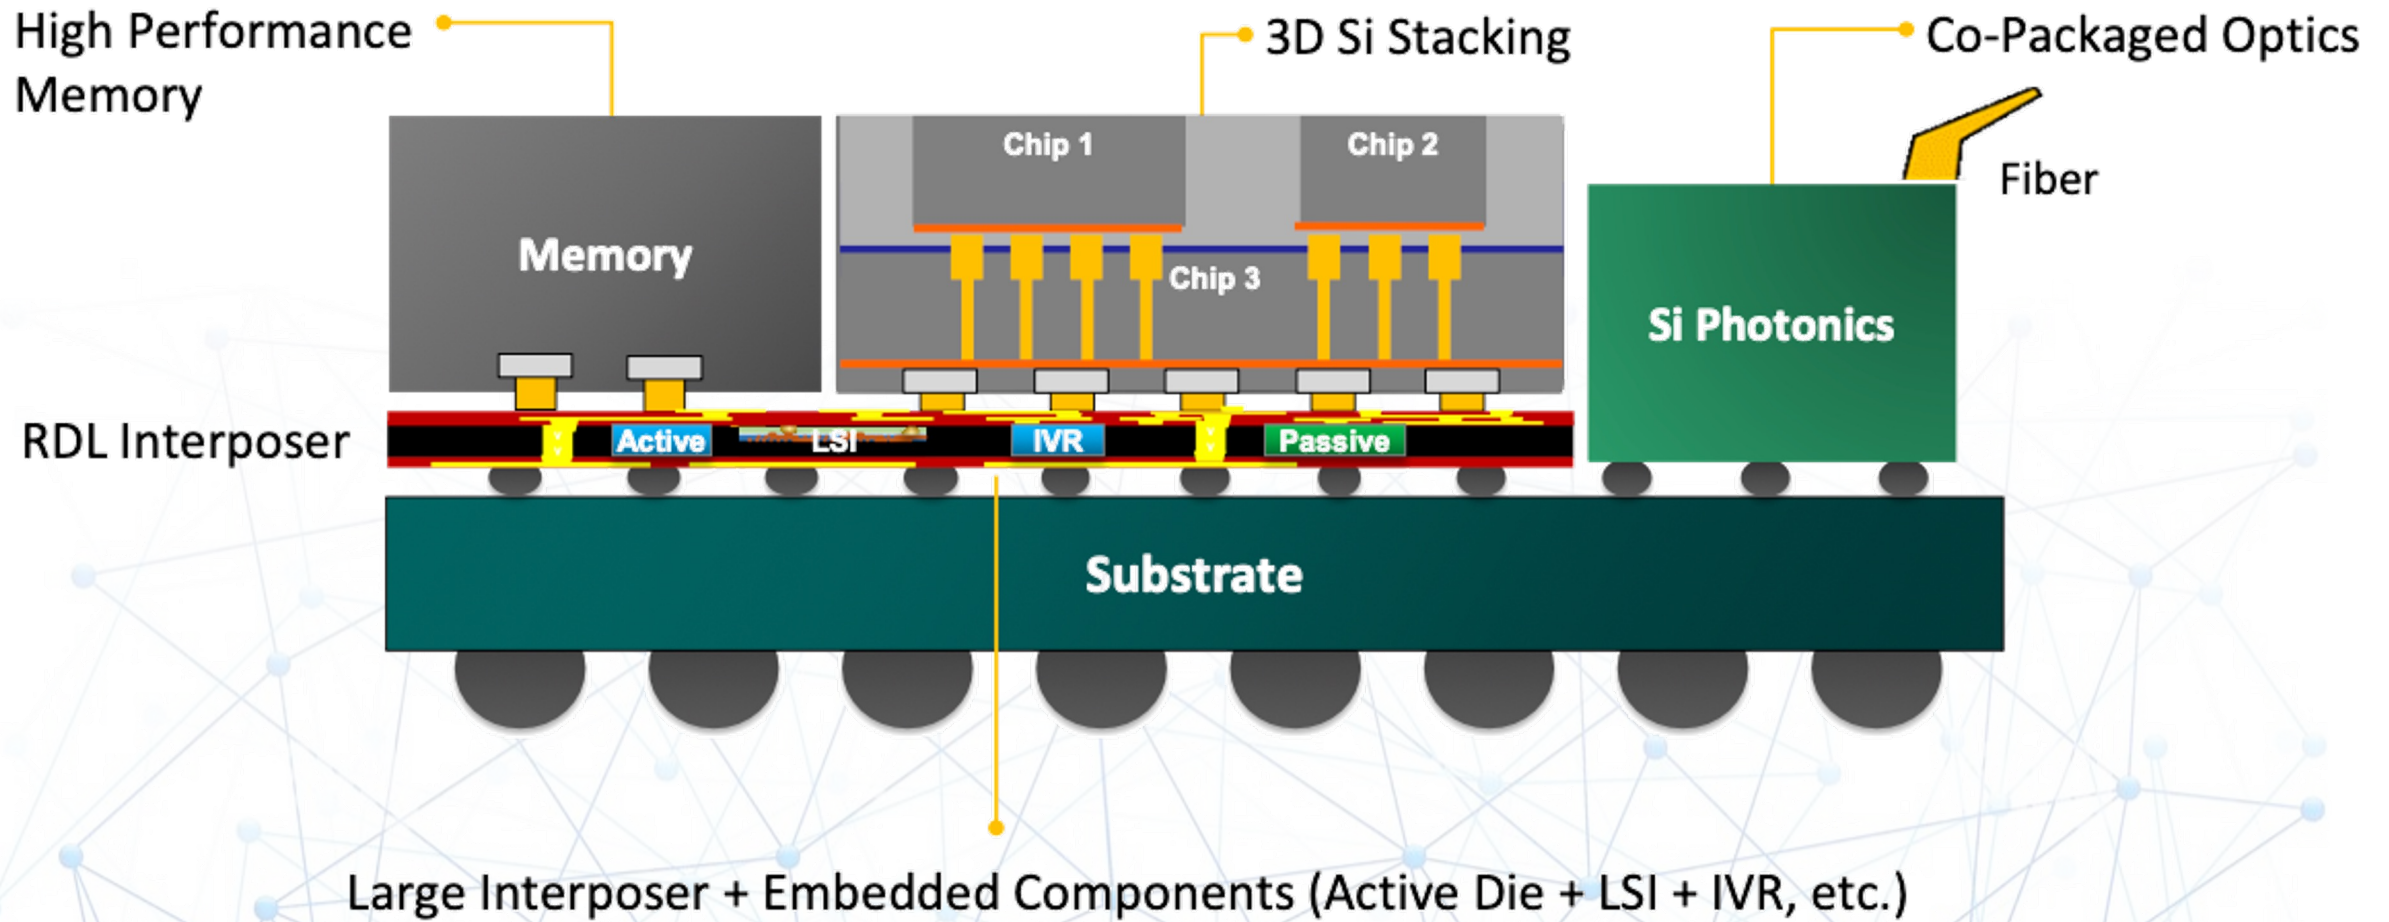 High Performance
Memory
3D Si Stacking
Co-Packaged Optics
Chip 1
Chip 2
Fiber
Memory
Chip 3
Si Photonics
RDL Interposer
Active
LSI
IVR
Passive
Substrate
Large Interposer + Embedded Components (Active Die + LSI + IVR, etc.)